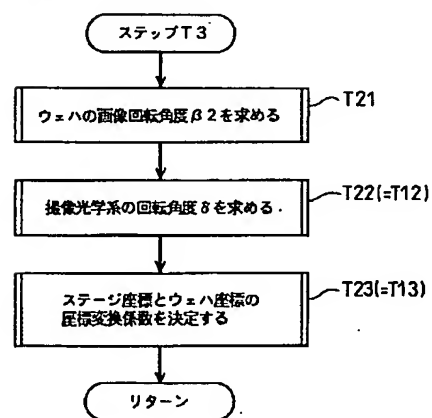 ステップT3
ウェハの画像回転角度β2を求める
T21
撮像光学系の回転角度δを求める.
T22(=T12)
ステージ座標とウェハ座標の
座標変換係数を決定する
T23(=T13)
リターン